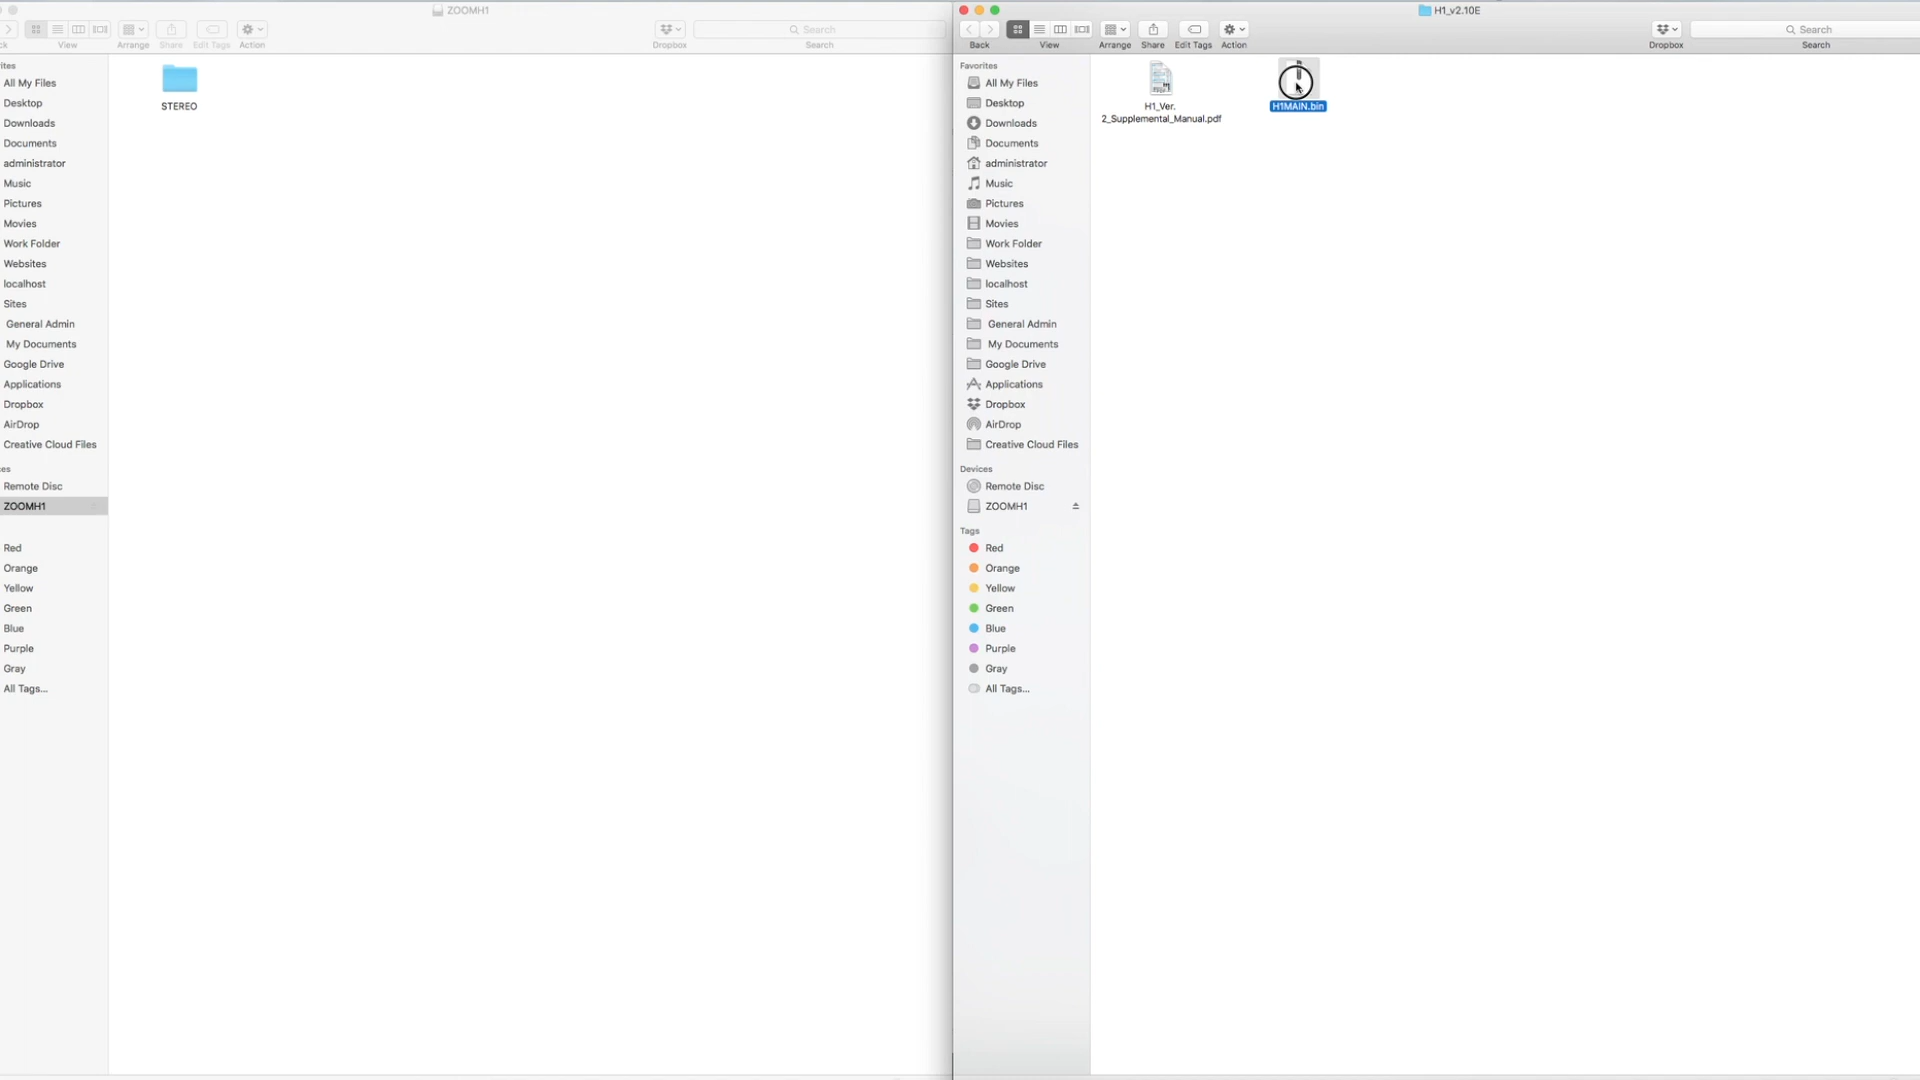 ZOOMH1
View
Arrange
Share
Edit Tags
Action
Dropbox
Search
Search
All My Files
Desktop
Downloads
Documents
administrator
Music
Pictures
Movies
Work Folder
Websites
localhost
Sites
General Admin
My Documents
Google Drive
Applications
Dropbox
AirDrop
Creative Cloud Files
Remote Disc
ZOOMH1
Red
Orange
Yellow
Green
Blue
Purple
Gray
All Tags...
STEREO
H1_v2.10E
Back
View
Arrange
Share
Edit Tags
Action
Dropbox
Search
Search
Favorites
All My Files
Desktop
Downloads
Documents
administrator
Music
Pictures
Movies
Work Folder
Websites
localhost
Sites
General Admin
My Documents
Google Drive
Applications
Dropbox
AirDrop
Creative Cloud Files
Devices
Remote Disc
ZOOMH1
Tags
Red
Orange
Yellow
Green
Blue
Purple
Gray
All Tags...
H1_Ver.
2_Supplemental_Manual.pdf
H1MAIN.bin